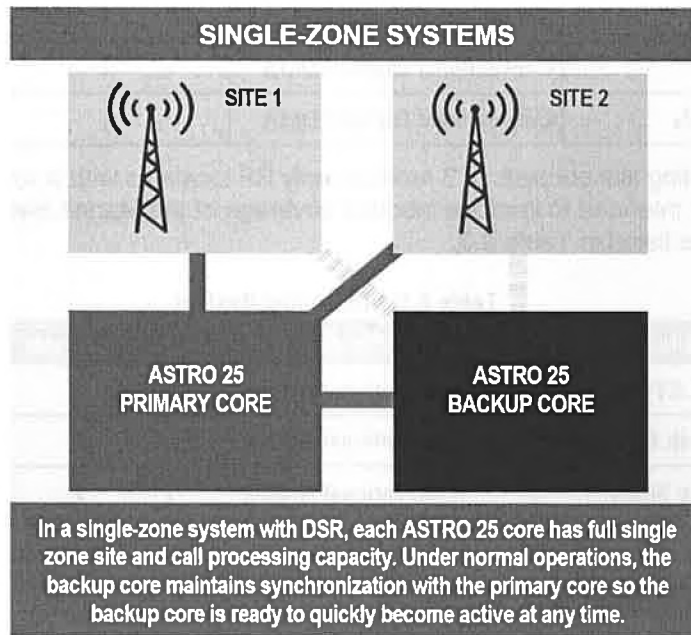 SINGLE-ZONE SYSTEMS
SITE 1
SITE 2
ASTRO 25
PRIMARY CORE
ASTRO 25
BACKUP CORE
In a single-zone system with DSR, each ASTRO 25 core has full single
zone site and call processing capacity. Under normal operations, the
backup core maintains synchronization with the primary core so the
backup core is ready to quickly become active at any time.